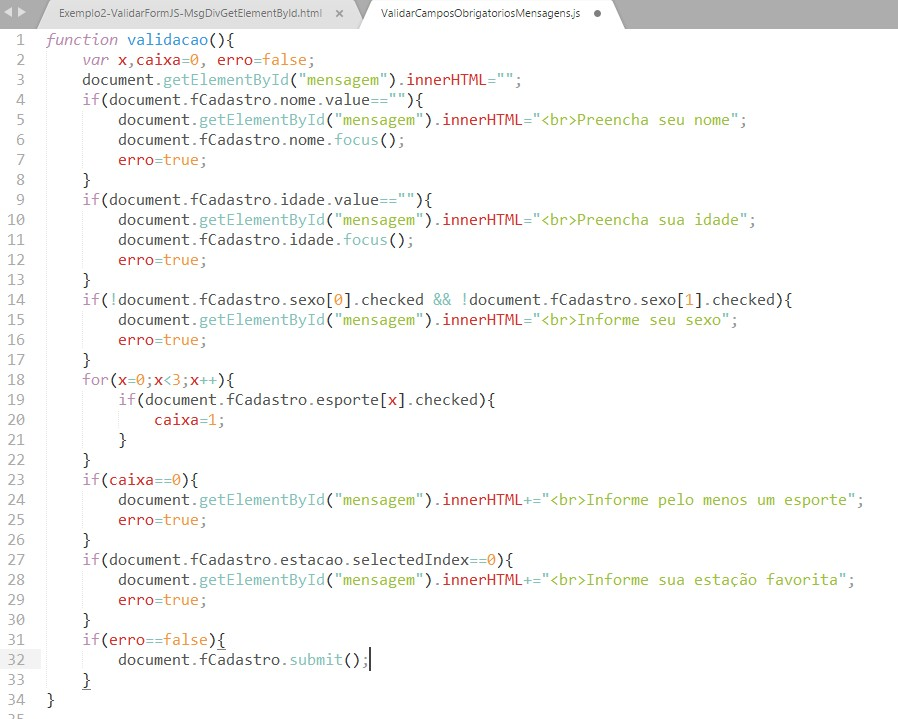 Exemplo2-ValidarFormJS-MsgDivGetElementById.html × ValidarCamposObrigatoriosMensagens.js
1 function validacao(){
2 var x,caixa=0, erro=false;
3 document.getElementById("mensagem").innerHTML="";
4 if(document.fCadastro.nome.value==""){
5 document.getElementById("mensagem").innerHTML="<br>Preencha seu nome";
6 document.fCadastro.nome.focus();
7 erro=true;
8 }
9 if(document.fCadastro.idade.value==""){
10 document.getElementById("mensagem").innerHTML="<br>Preencha sua idade";
11 document.fCadastro.idade.focus();
12 erro=true;
13 }
14 if(!document.fCadastro.sexo[0].checked && !document.fCadastro.sexo[1].checked){
15 document.getElementById("mensagem").innerHTML="<br>Informe seu sexo";
16 erro=true;
17 }
18 for(x=0;x<3;x++){
19 if(document.fCadastro.esporte[x].checked){
20 caixa=1;
21 }
22 }
23 if(caixa==0){
24 document.getElementById("mensagem").innerHTML+="<br>Informe pelo menos um esporte";
25 erro=true;
26 }
27 if(document.fCadastro.estacao.selectedIndex==0){
28 document.getElementById("mensagem").innerHTML+="<br>Informe sua estação favorita";
29 erro=true;
30 }
31 if(erro==false){
32 document.fCadastro.submit();
33 }
34 }
35